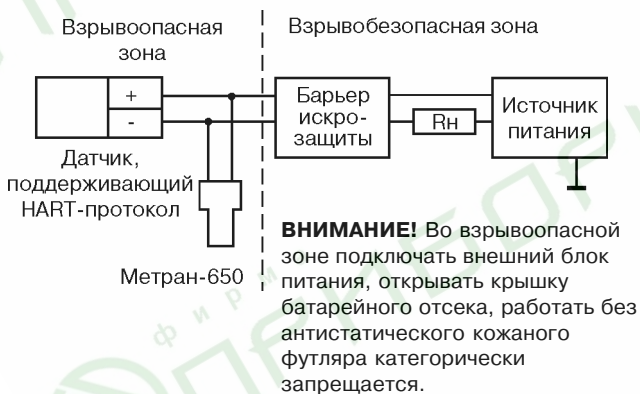 Взрывоопасная
зона
Взрывобезопасная зона
+
-
Барьер
искро-
защиты
Rн
Источник
питания
Датчик,
поддерживающий
HART-протокол
Метран-650
ВНИМАНИЕ! Во взрывоопасной
зоне подключать внешний блок
питания, открывать крышку
батарейного отсека, работать без
антистатического кожаного
футляра категорически
запрещается.
фирма